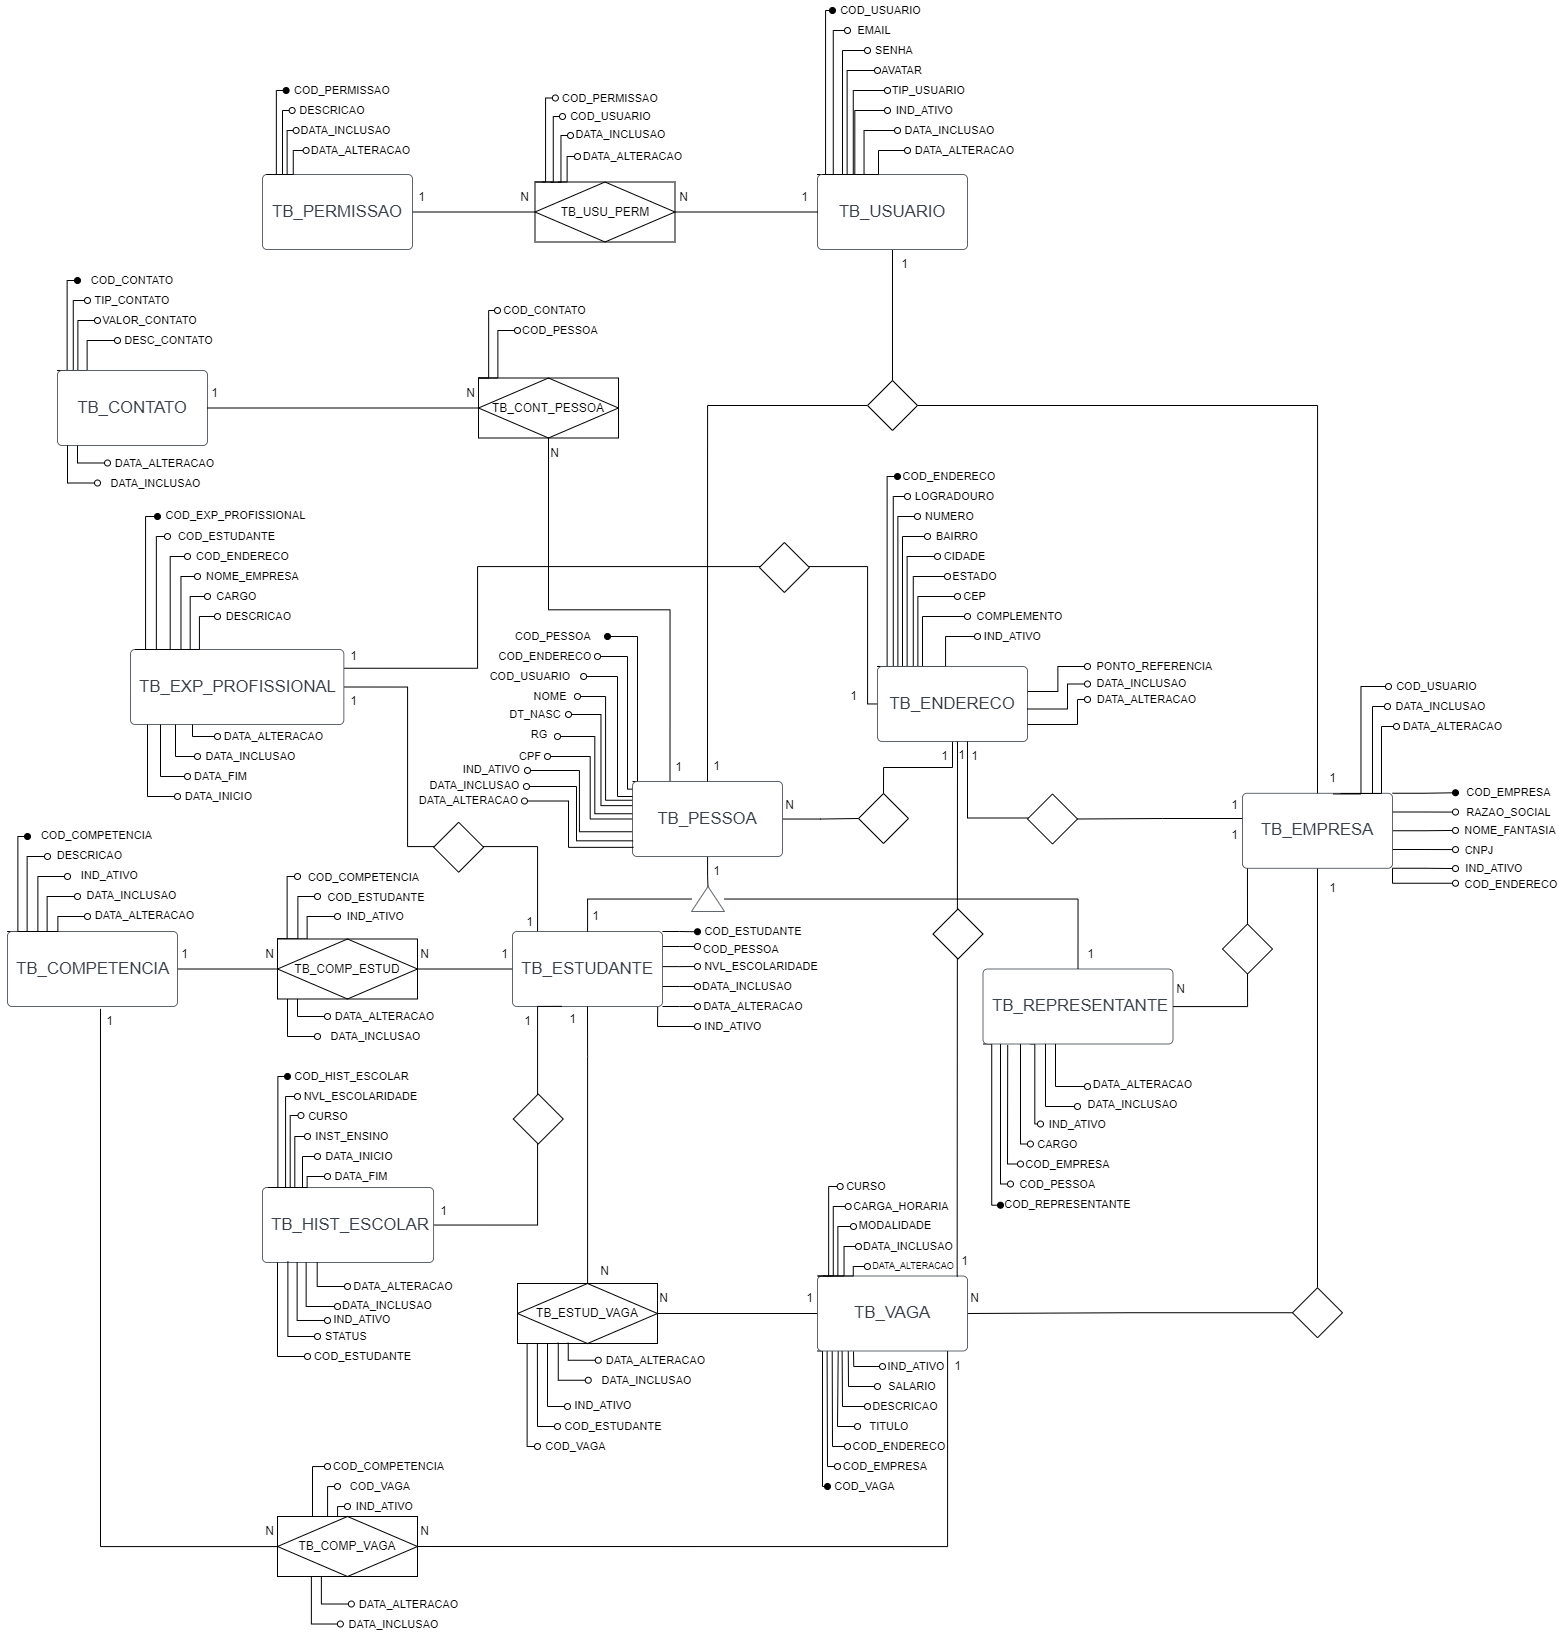 COD_USUARIO
EMAIL
SENHA
AVATAR
TIP_USUARIO
IND_ATIVO
DATA_INCLUSAO
DATA_ALTERACAO
COD_PERMISSAO
DESCRICAO
DATA_INCLUSAO
DATA_ALTERACAO
COD_PERMISSAO
COD_USUARIO
DATA_INCLUSAO
DATA_ALTERACAO
TB_PERMISSAO
1
N
TB_USU_PERM
N
1
TB_USUARIO
1
COD_CONTATO
TIP_CONTATO
VALOR_CONTATO
DESC_CONTATO
COD_CONTATO
COD_PESSOA
TB_CONTATO
1
N
TB_CONT_PESSOA
N
DATA_ALTERACAO
DATA_INCLUSAO
COD_EXP_PROFISSIONAL
COD_ESTUDANTE
COD_ENDERECO
NOME_EMPRESA
CARGO
DESCRICAO
TB_EXP_PROFISSIONAL
1
1
DATA_ALTERACAO
DATA_INCLUSAO
DATA_FIM
DATA_INICIO
COD_ENDERECO
LOGRADOURO
NUMERO
BAIRRO
CIDADE
ESTADO
CEP
COMPLEMENTO
IND_ATIVO
PONTO_REFERENCIA
DATA_INCLUSAO
DATA_ALTERACAO
1
TB_ENDERECO
1
1
1
COD_PESSOA
COD_ENDERECO
COD_USUARIO
NOME
DT_NASC
RG
CPF
IND_ATIVO
DATA_INCLUSAO
DATA_ALTERACAO
1
1
TB_PESSOA
N
1
COD_USUARIO
DATA_INCLUSAO
DATA_ALTERACAO
1
1
1
TB_EMPRESA
1
COD_EMPRESA
RAZAO_SOCIAL
NOME_FANTASIA
CNPJ
IND_ATIVO
COD_ENDERECO
COD_COMPETENCIA
DESCRICAO
IND_ATIVO
DATA_INCLUSAO
DATA_ALTERACAO
TB_COMPETENCIA
1
1
COD_COMPETENCIA
COD_ESTUDANTE
IND_ATIVO
N
TB_COMP_ESTUD
N
DATA_ALTERACAO
DATA_INCLUSAO
1
1
1
TB_ESTUDANTE
1
1
COD_ESTUDANTE
COD_PESSOA
NVL_ESCOLARIDADE
DATA_INCLUSAO
DATA_ALTERACAO
IND_ATIVO
1
TB_REPRESENTANTE
N
DATA_ALTERACAO
DATA_INCLUSAO
IND_ATIVO
CARGO
COD_EMPRESA
COD_PESSOA
COD_REPRESENTANTE
COD_HIST_ESCOLAR
NVL_ESCOLARIDADE
CURSO
INST_ENSINO
DATA_INICIO
DATA_FIM
TB_HIST_ESCOLAR
1
DATA_ALTERACAO
DATA_INCLUSAO
IND_ATIVO
STATUS
COD_ESTUDANTE
N
TB_ESTUD_VAGA
N
1
DATA_ALTERACAO
DATA_INCLUSAO
IND_ATIVO
COD_ESTUDANTE
COD_VAGA
CURSO
CARGA_HORARIA
MODALIDADE
DATA_INCLUSAO
DATA_ALTERACAO
1
TB_VAGA
N
1
IND_ATIVO
SALARIO
DESCRICAO
TITULO
COD_ENDERECO
COD_EMPRESA
COD_VAGA
COD_COMPETENCIA
COD_VAGA
IND_ATIVO
N
TB_COMP_VAGA
N
DATA_ALTERACAO
DATA_INCLUSAO